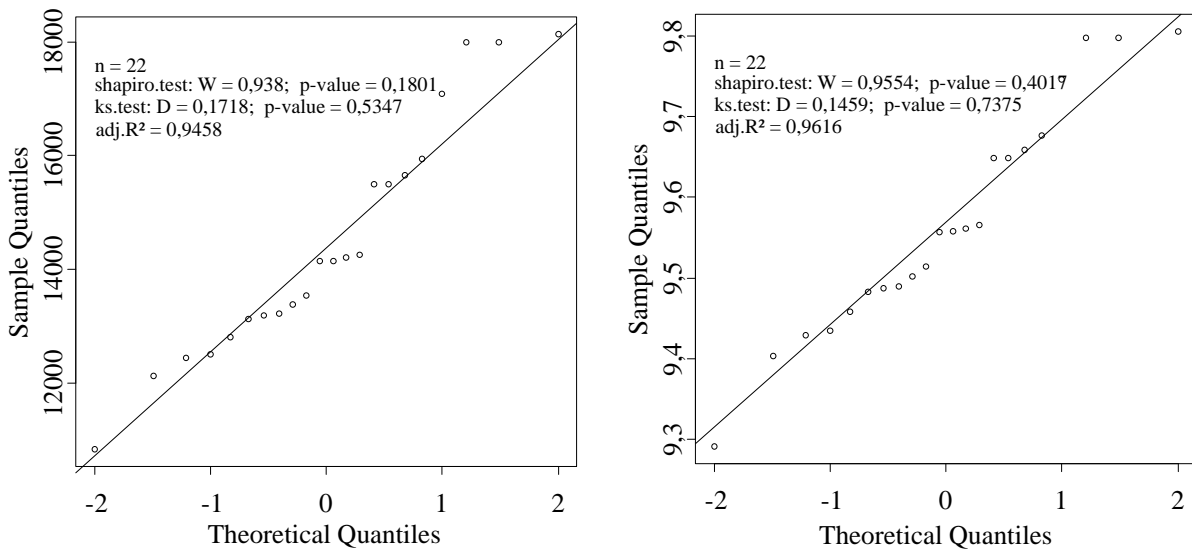 18000
16000
14000
12000
Sample Quantiles
n = 22
shapiro.test: W = 0,938; p-value = 0,1801
ks.test: D = 0,1718; p-value = 0,5347
adj.R² = 0,9458
-2 -1 0 1 2
Theoretical Quantiles
9,8
9,7
9,6
9,5
9,4
9,3
Sample Quantiles
n = 22
shapiro.test: W = 0,9554; p-value = 0,4017
ks.test: D = 0,1459; p-value = 0,7375
adj.R² = 0,9616
-2 -1 0 1 2
Theoretical Quantiles